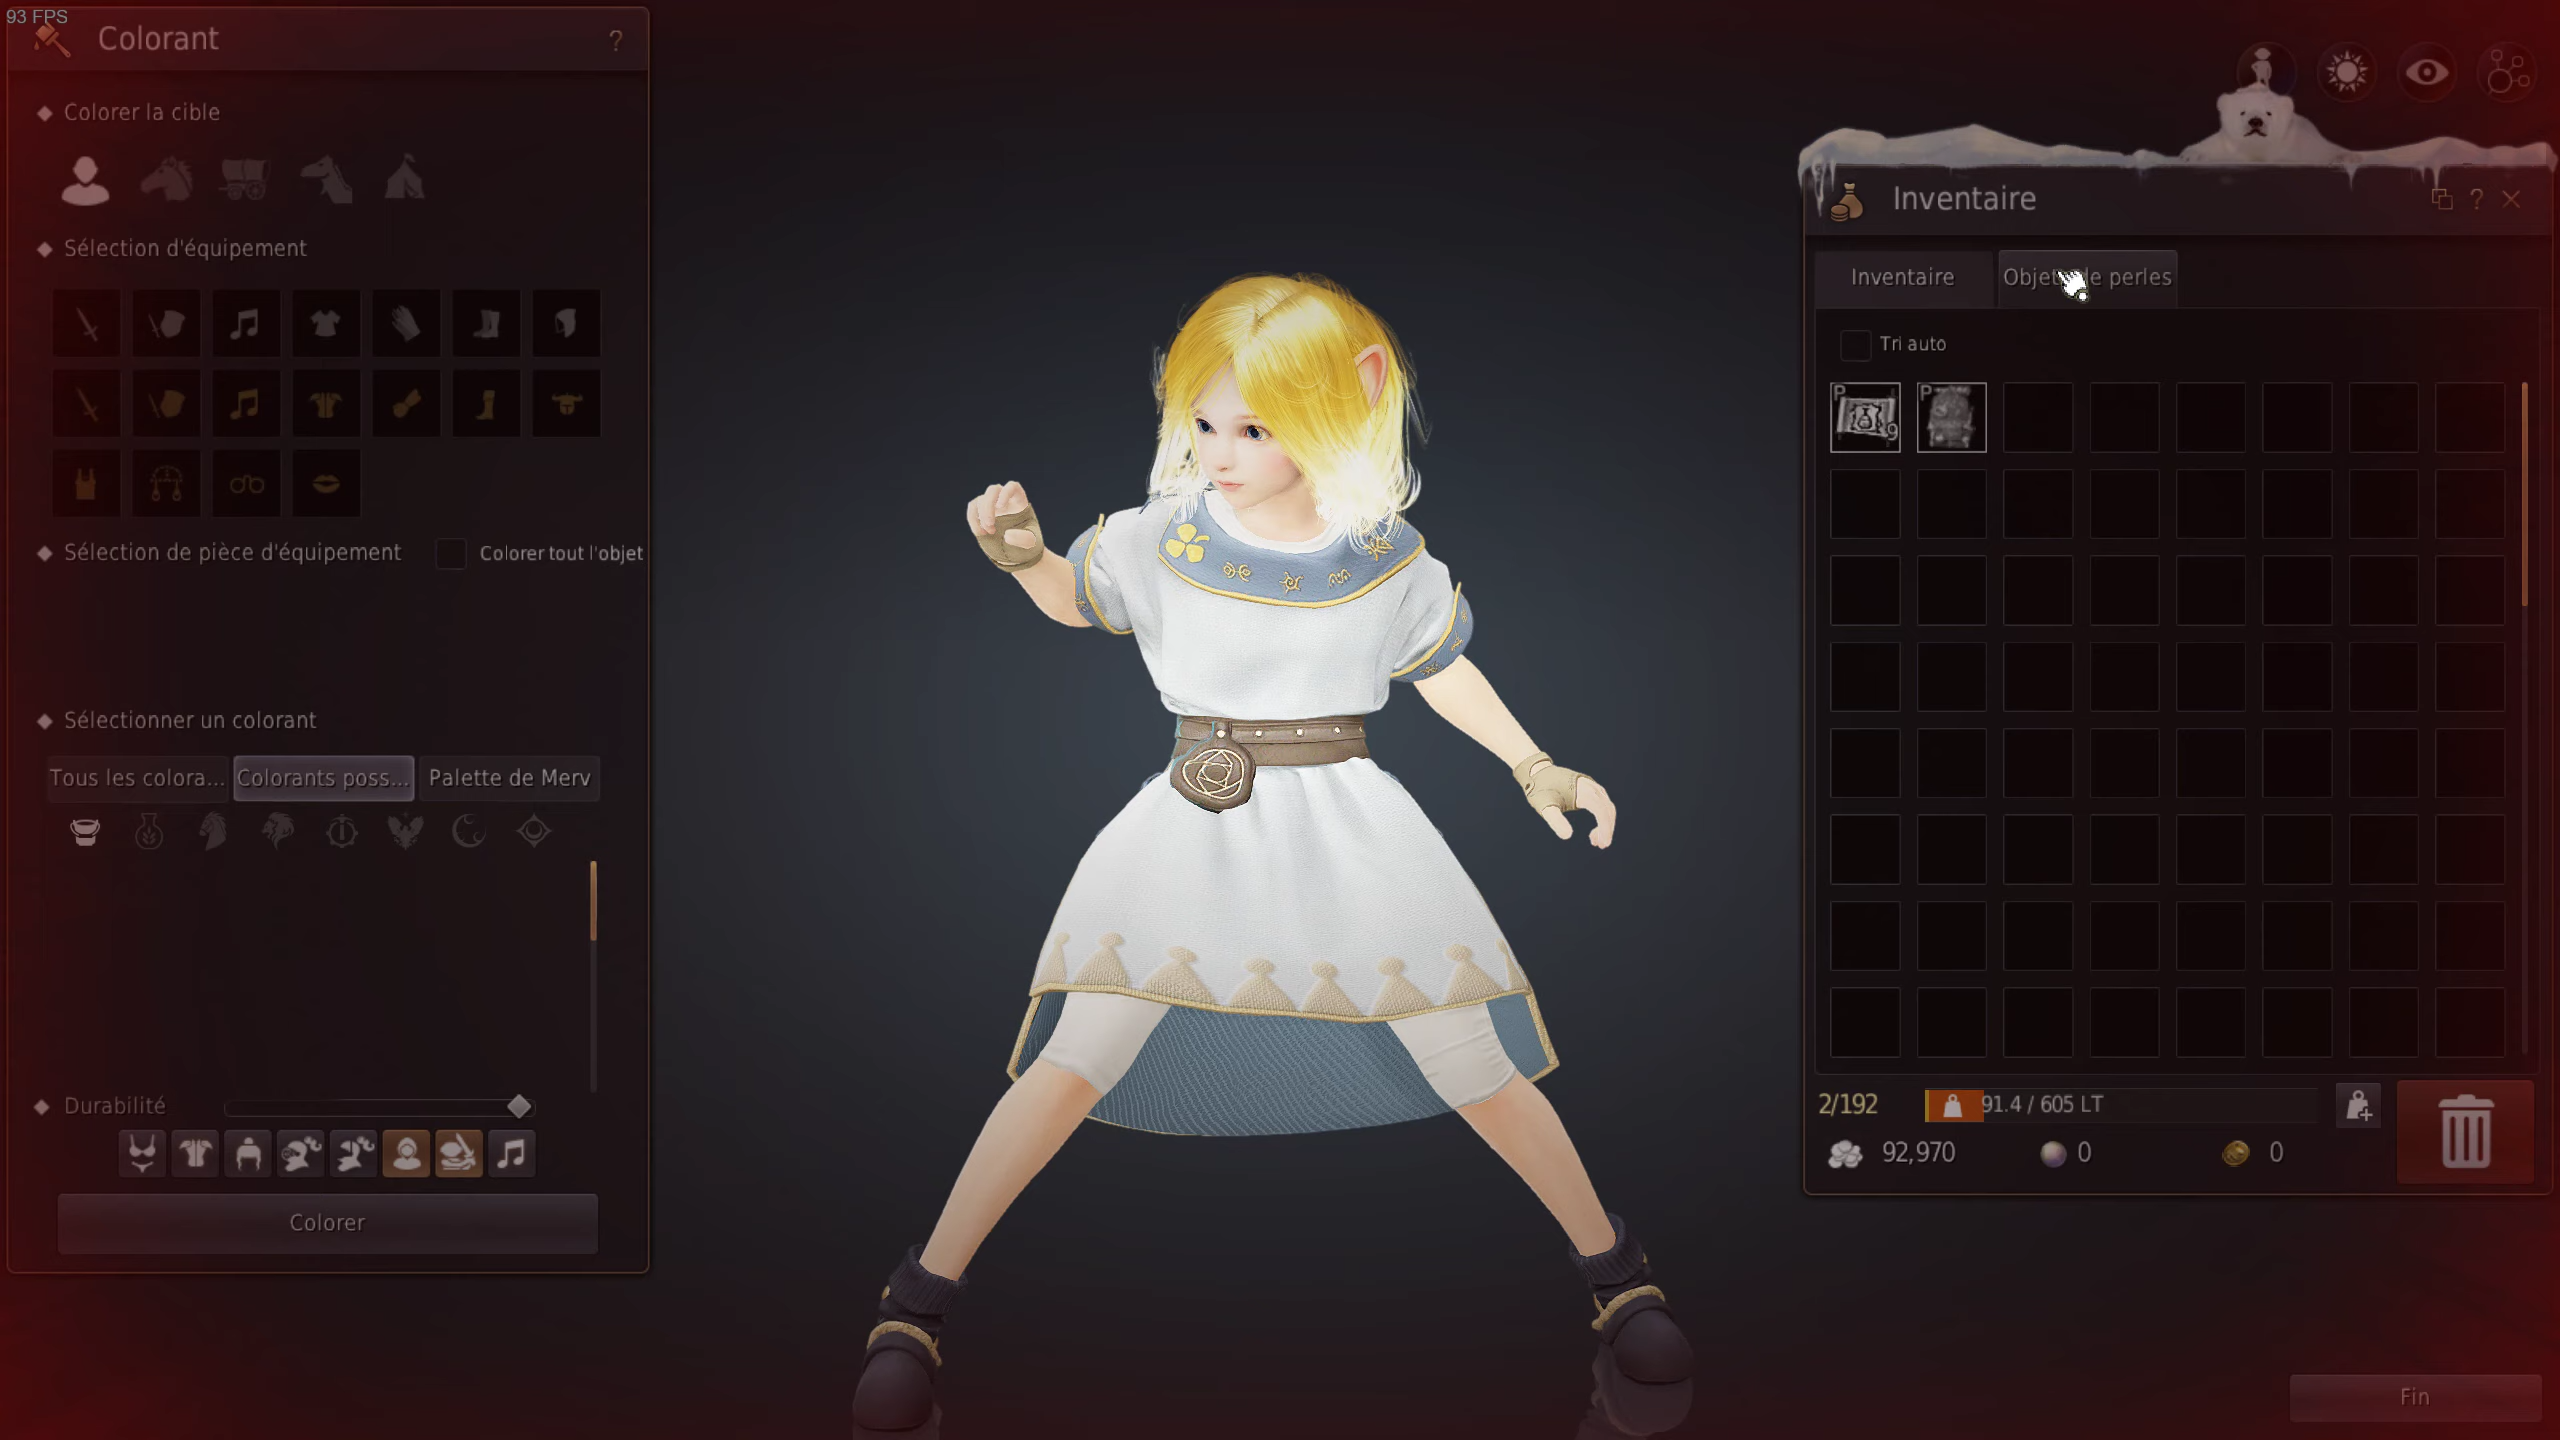 93 FPS
Colorant
?
Colorer la cible
Sélection d'équipement
Sélection de pièce d'équipement
Colorer tout l'objet
Sélectionner un colorant
Tous les colora...
Colorants poss...
Palette de Merv
Durabilité
Colorer
Inventaire
?
Inventaire
Objets de perles
Tri auto
P
9
P
2/192
91.4 / 605 LT
92,970
0
0
Fin